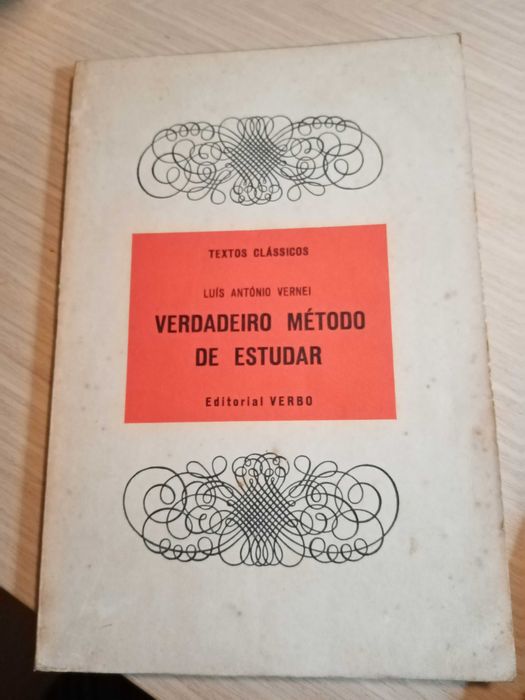 TEXTOS CLÁSSICOS
LUÍS ANTÓNIO VERNEI
VERDADEIRO MÉTODO
DE ESTUDAR
Editorial VERBO